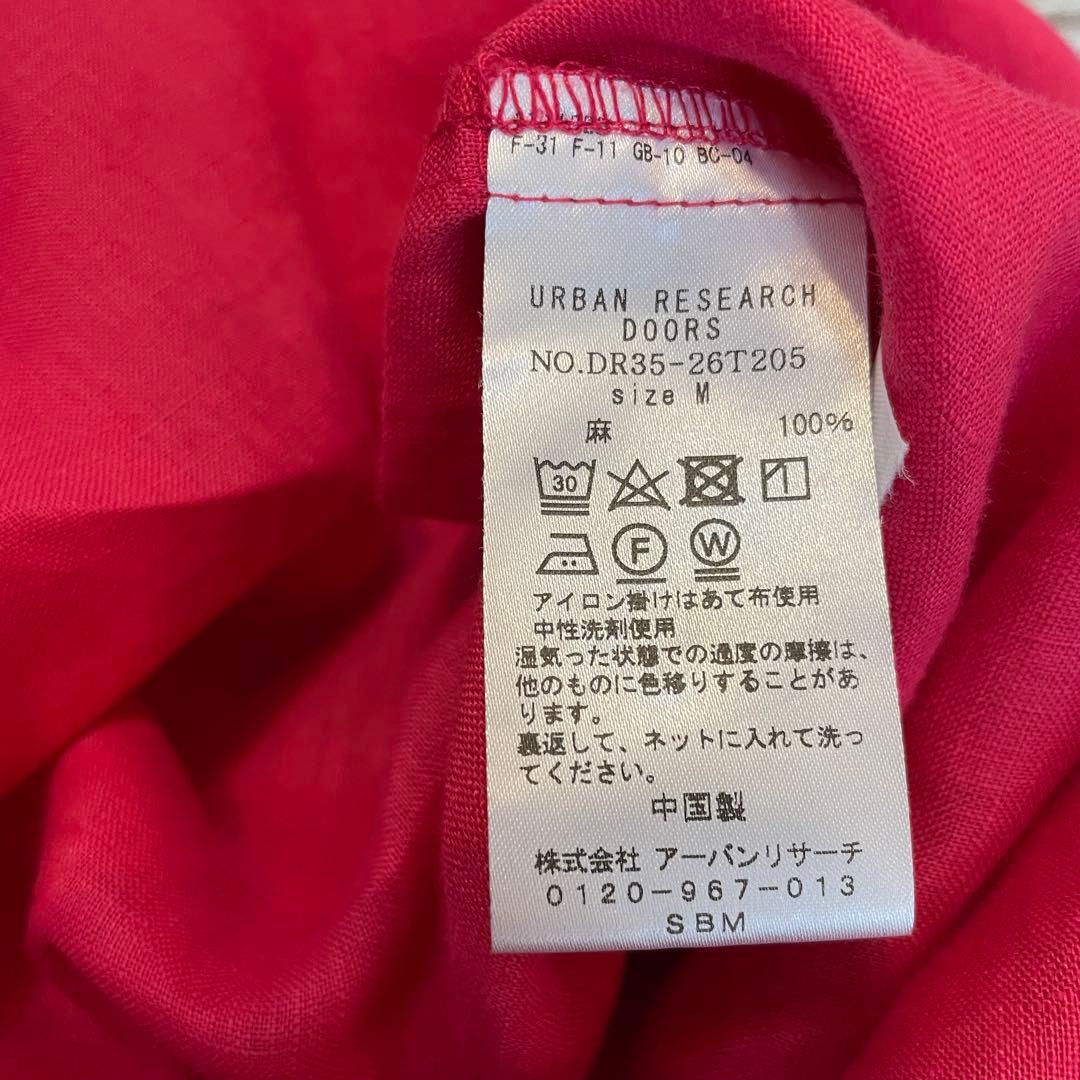 F-31 F-11 GB-10 BC-04
URBAN RESEARCH
DOORS
NO.DR35-26T205
size M
麻 100%
30
F W
アイロン掛けはあて布使用
中性洗剤使用
湿気った状態での過度の摩擦は、
他のものに色移りすることがあ
ります。
裏返して、ネットに入れて洗っ
てください。
中国製
株式会社 アーバンリサーチ
0120-967-013
SBM